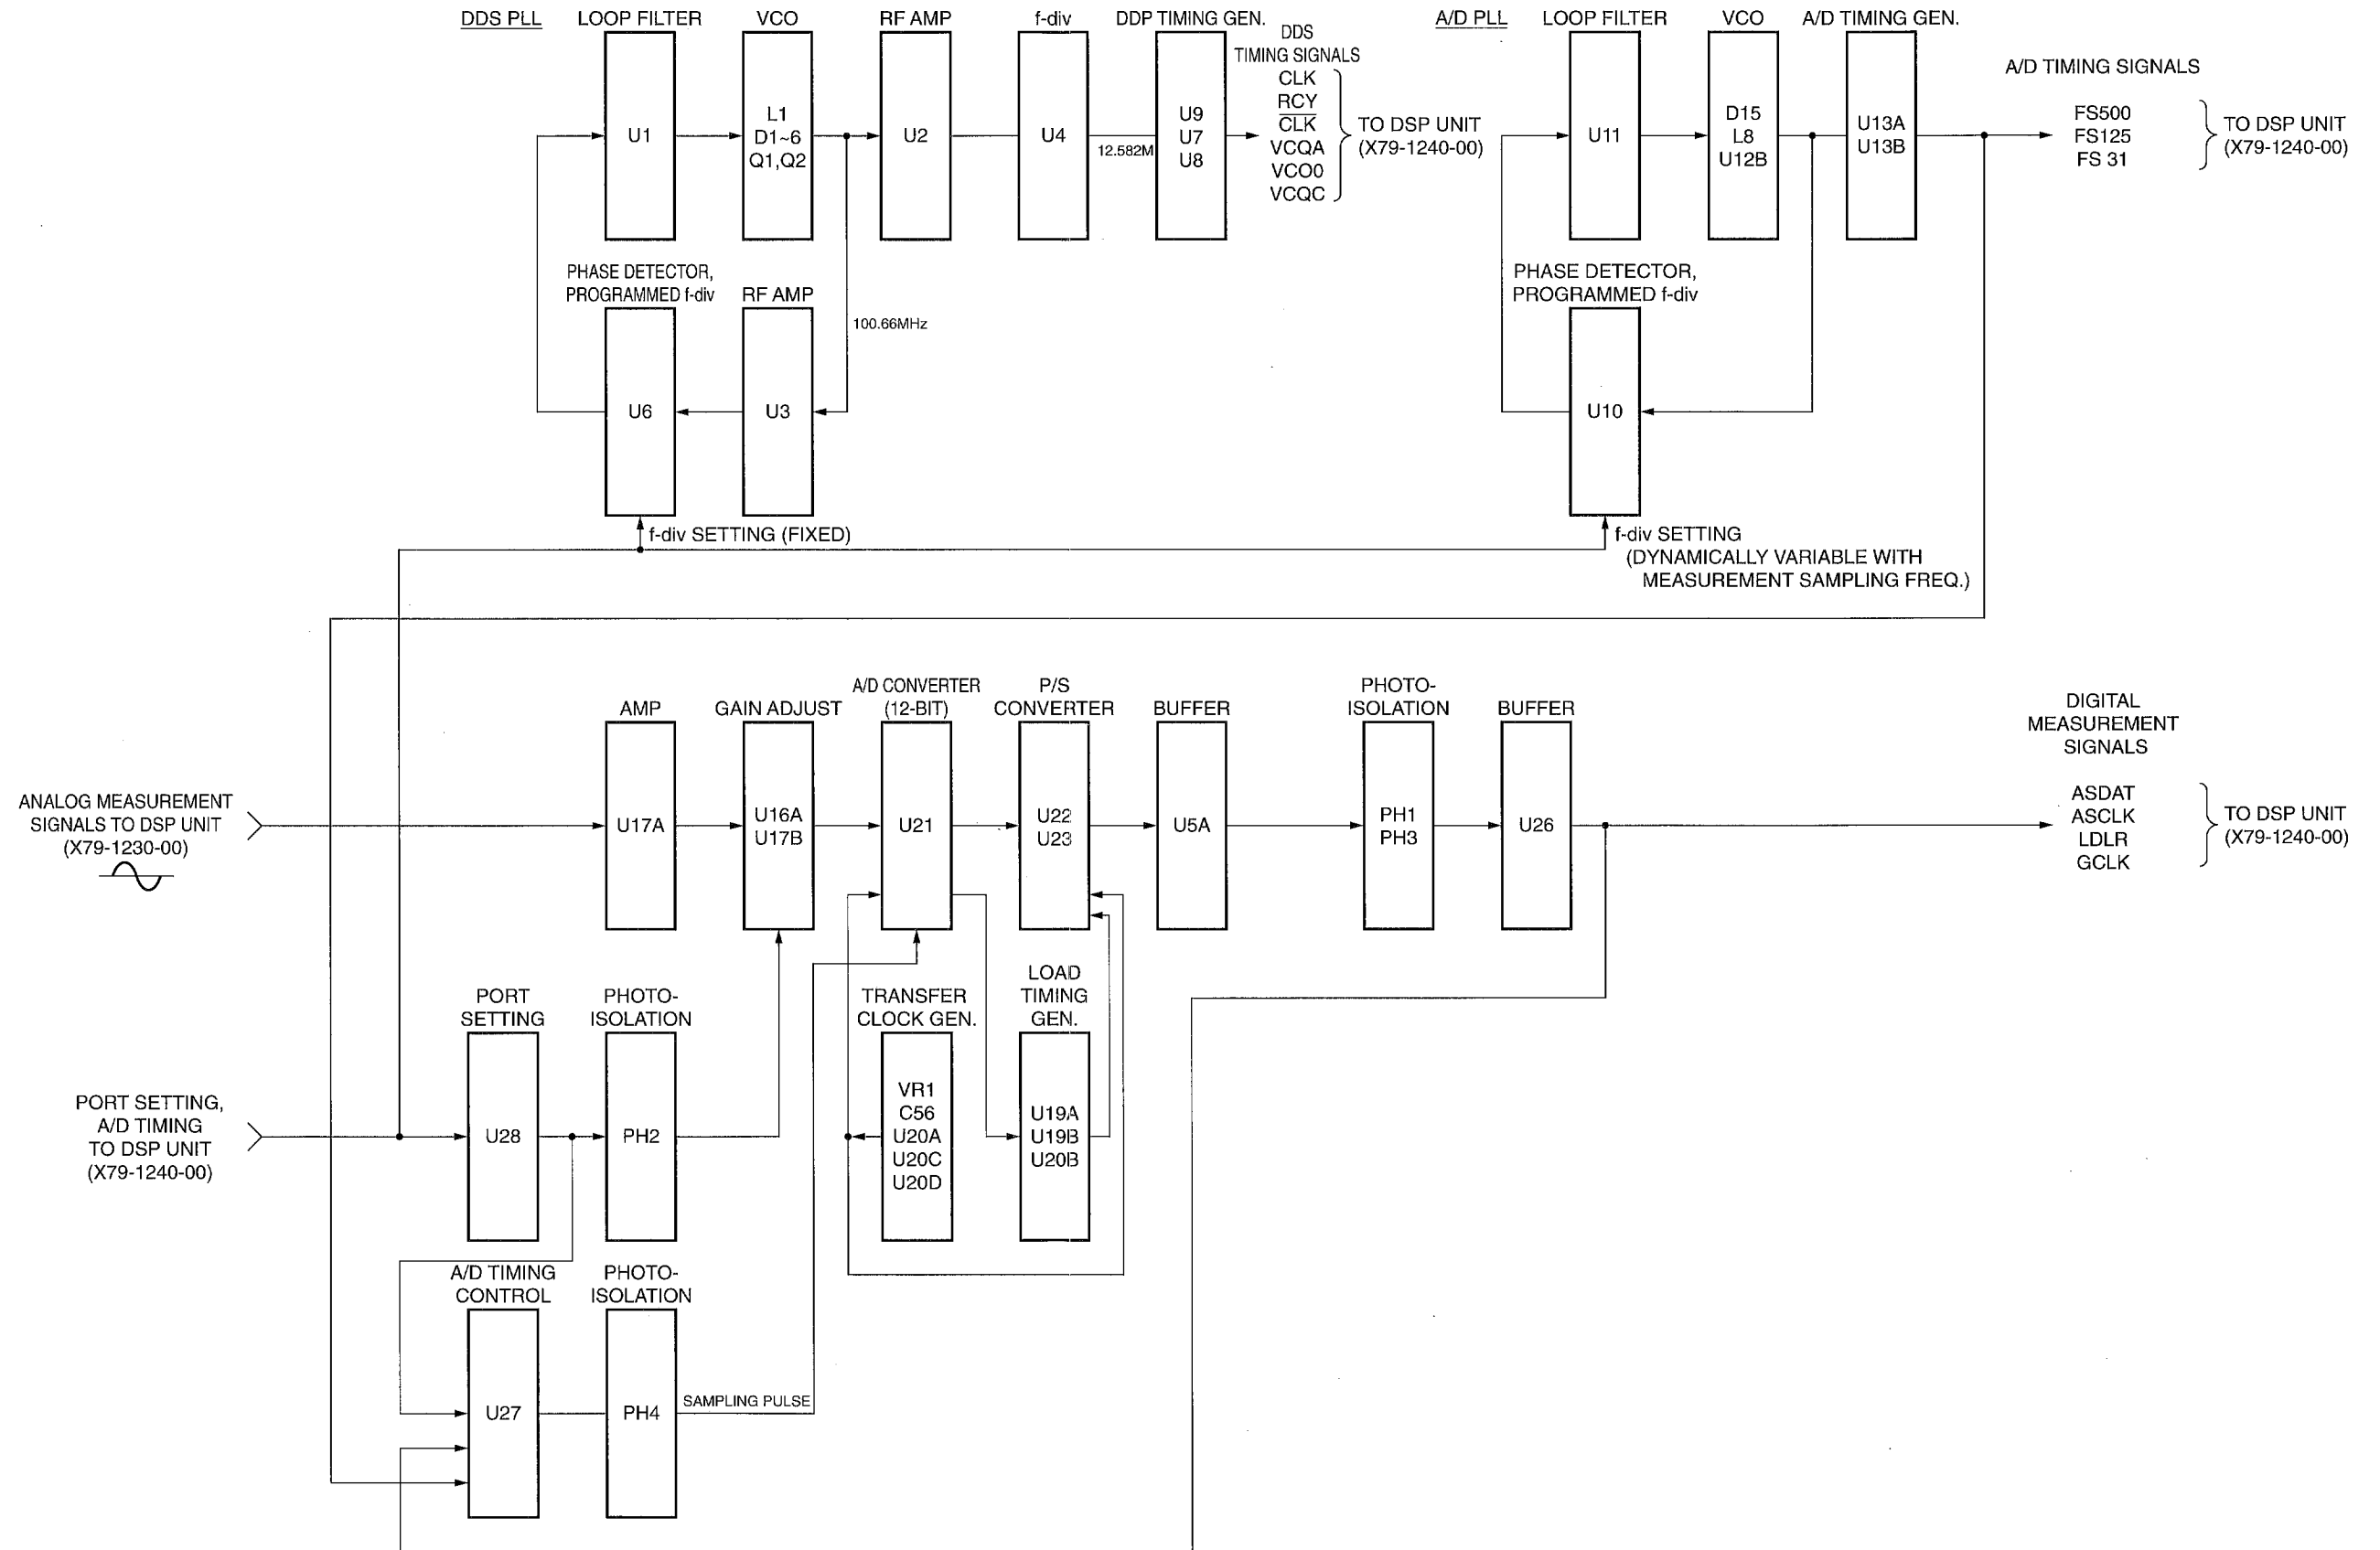 DDS PLL
LOOP FILTER
U1
VCO
L1
D1~6
Q1,Q2
RF AMP
U2
f-div
U4
12.582M
DDP TIMING GEN.
U9
U7
U8
DDS
TIMING SIGNALS
CLK
RCY
CLK
VCQA
VCO0
VCQC
TO DSP UNIT
(X79-1240-00)
PHASE DETECTOR,
PROGRAMMED f-div
U6
RF AMP
U3
100.66MHz
f-div SETTING (FIXED)
A/D PLL
LOOP FILTER
U11
VCO
D15
L8
U12B
A/D TIMING GEN.
U13A
U13B
A/D TIMING SIGNALS
FS500
FS125
FS 31
TO DSP UNIT
(X79-1240-00)
PHASE DETECTOR,
PROGRAMMED f-div
U10
f-div SETTING
(DYNAMICALLY VARIABLE WITH
MEASUREMENT SAMPLING FREQ.)
ANALOG MEASUREMENT
SIGNALS TO DSP UNIT
(X79-1230-00)
AMP
U17A
GAIN ADJUST
U16A
U17B
A/D CONVERTER
(12-BIT)
U21
P/S
CONVERTER
U22
U23
BUFFER
U5A
PHOTO-
ISOLATION
PH1
PH3
BUFFER
U26
DIGITAL
MEASUREMENT
SIGNALS
ASDAT
ASCLK
LDLR
GCLK
TO DSP UNIT
(X79-1240-00)
PORT SETTING,
A/D TIMING
TO DSP UNIT
(X79-1240-00)
PORT
SETTING
U28
PHOTO-
ISOLATION
PH2
TRANSFER
CLOCK GEN.
VR1
C56
U20A
U20C
U20D
LOAD
TIMING
GEN.
U19A
U19B
U20B
A/D TIMING
CONTROL
U27
PHOTO-
ISOLATION
PH4
SAMPLING PULSE